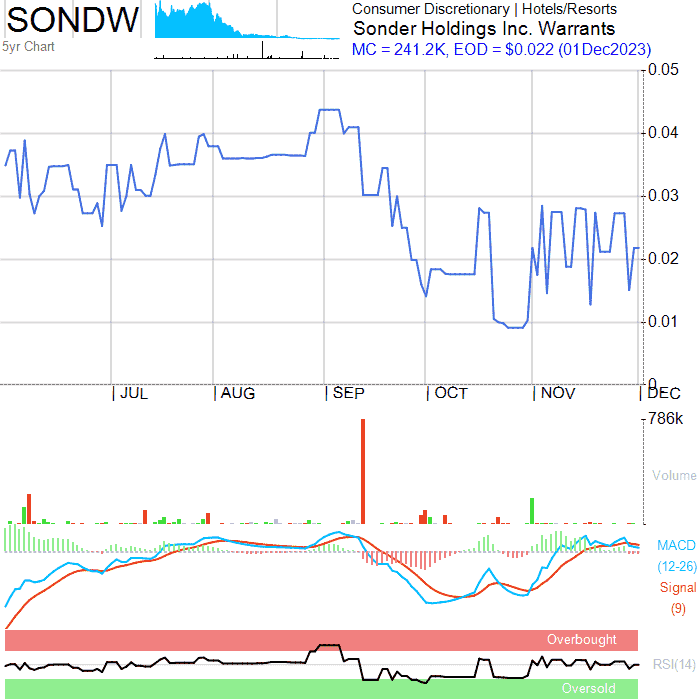 SONDW
5yr Chart
Consumer Discretionary | Hotels/Resorts
Sonder Holdings Inc. Warrants
MC = 241.2K, EOD = $0.022 (01Dec2023)
0.05
0.04
0.03
0.02
0.01
0
JUL
AUG
SEP
OCT
NOV
DEC
786k
Volume
MACD
(12-26)
Signal
(9)
Overbought
RSI(14)
Oversold